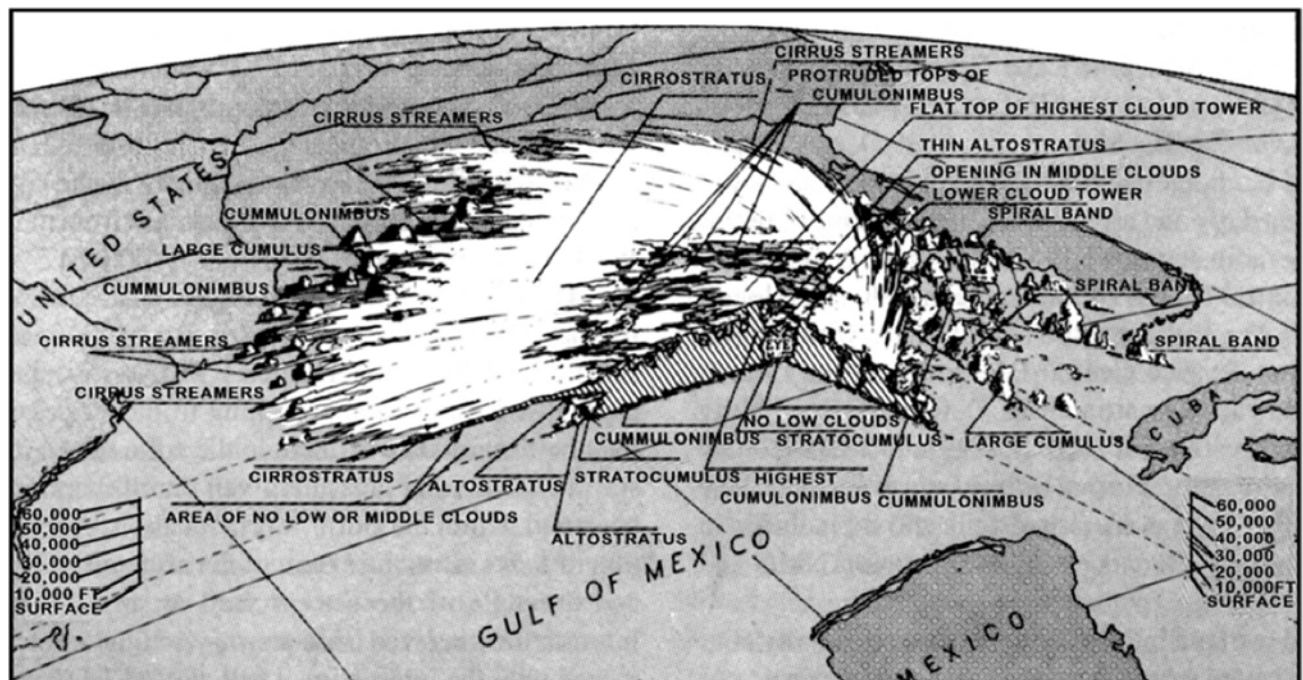 CIRRUS STREAMERS
CIRROSTRATUS
PROTRUDED TOPS OF
CUMULONIMBUS
CIRRUS STREAMERS
FLAT TOP OF HIGHEST CLOUD TOWER
THIN ALTOSTRATUS
OPENING IN MIDDLE CLOUDS
LOWER CLOUD TOWER
SPIRAL BAND
UNITED STATES
CUMMULONIMBUS
LARGE CUMULUS
CUMMULONIMBUS
SPIRAL BAND
CIRRUS STREAMERS
EYE
SPIRAL BAND
CIRRUS STREAMERS
NO LOW CLOUDS
CUMMULONIMBUS
STRATOCUMULUS
LARGE CUMULUS
CUBA
CIRROSTRATUS
ALTOSTRATUS
STRATOCUMULUS
HIGHEST
CUMULONIMBUS
CUMMULONIMBUS
AREA OF NO LOW OR MIDDLE CLOUDS
ALTOSTRATUS
60,000
50,000
40,000
30,000
20,000
10,000 FT
SURFACE
GULF OF MEXICO
MEXICO
60,000
50,000
40,000
30,000
20,000
10,000FT
SURFACE